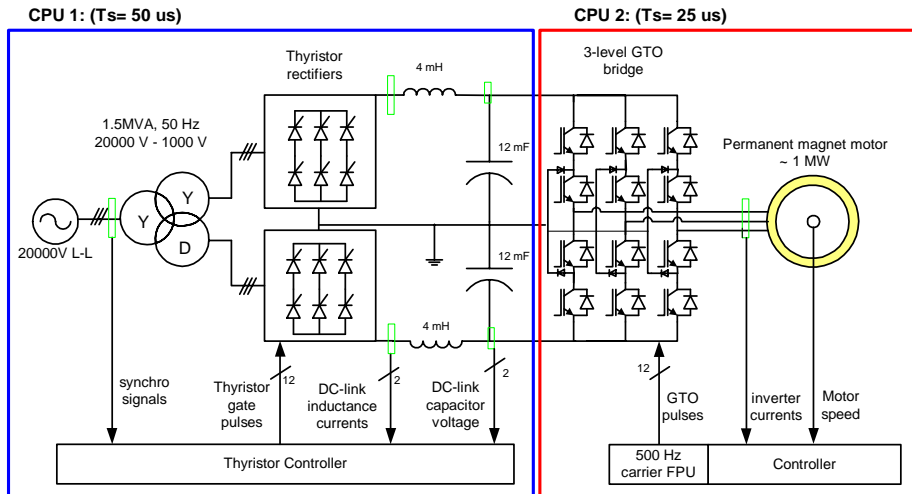 CPU 1: (Ts= 50 us)
CPU 2: (Ts= 25 us)
Thyristor
rectifiers
4 mH
3-level GTO
bridge
1.5MVA, 50 Hz
20000 V - 1000 V
12 mF
Permanent magnet motor
~ 1 MW
Y
Y
D
20000V L-L
12 mF
4 mH
synchro
signals
Thyristor
gate
pulses
12
DC-link
inductance
currents
2
DC-link
capacitor
voltage
2
12
GTO
pulses
inverter
currents
Motor
speed
Thyristor Controller
500 Hz
carrier FPU
Controller